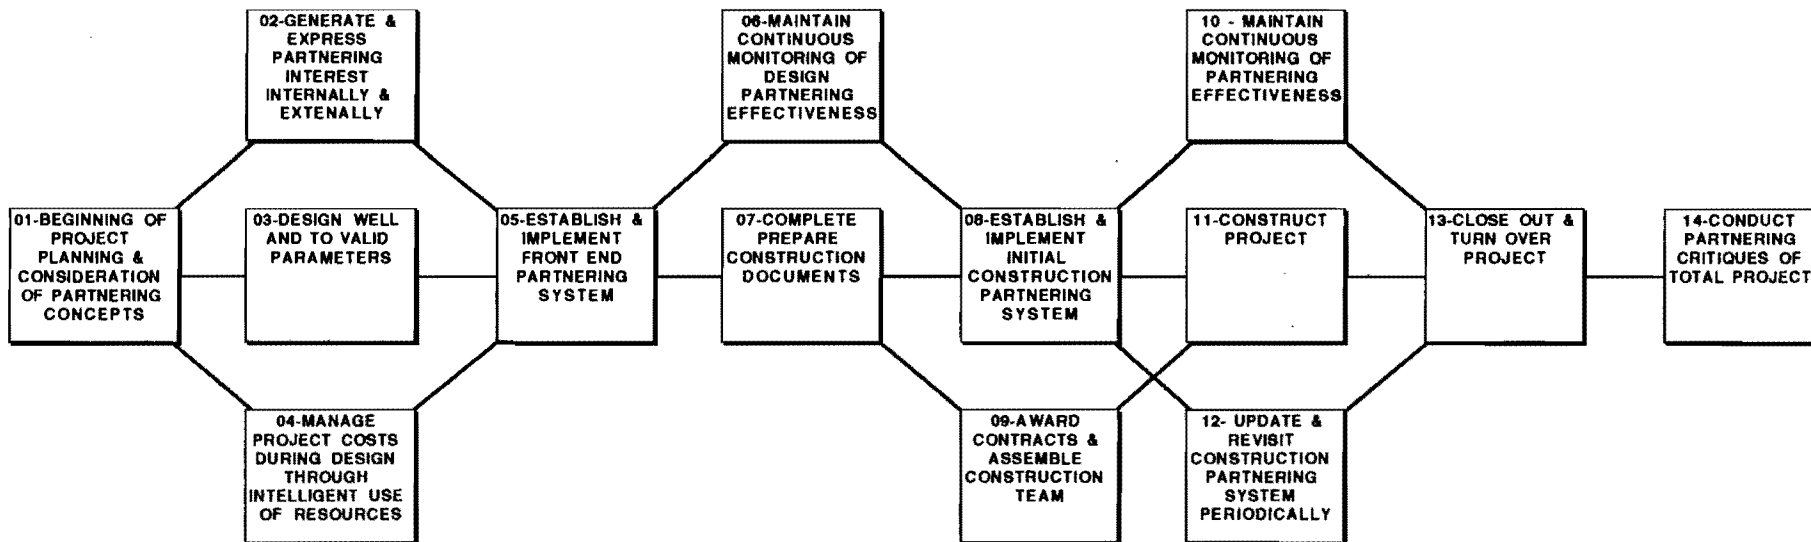 02-GENERATE &
EXPRESS
PARTNERING
INTEREST
INTERNALLY &
EXTENALLY
06-MAINTAIN
CONTINUOUS
MONITORING OF
DESIGN
PARTNERING
EFFECTIVENESS
10 - MAINTAIN
CONTINUOUS
MONITORING OF
PARTNERING
EFFECTIVENESS
01-BEGINNING OF
PROJECT
PLANNING &
CONSIDERATION
OF PARTNERING
CONCEPTS
03-DESIGN WELL
AND TO VALID
PARAMETERS
05-ESTABLISH &
IMPLEMENT
FRONT END
PARTNERING
SYSTEM
07-COMPLETE
PREPARE
CONSTRUCTION
DOCUMENTS
08-ESTABLISH &
IMPLEMENT
INITIAL
CONSTRUCTION
PARTNERING
SYSTEM
11-CONSTRUCT
PROJECT
13-CLOSE OUT &
TURN OVER
PROJECT
14-CONDUCT
PARTNERING
CRITIQUES OF
TOTAL PROJECT
04-MANAGE
PROJECT COSTS
DURING DESIGN
THROUGH
INTELLIGENT USE
OF RESOURCES
09-AWARD
CONTRACTS &
ASSEMBLE
CONSTRUCTION
TEAM
12- UPDATE &
REVISIT
CONSTRUCTION
PARTNERING
SYSTEM
PERIODICALLY